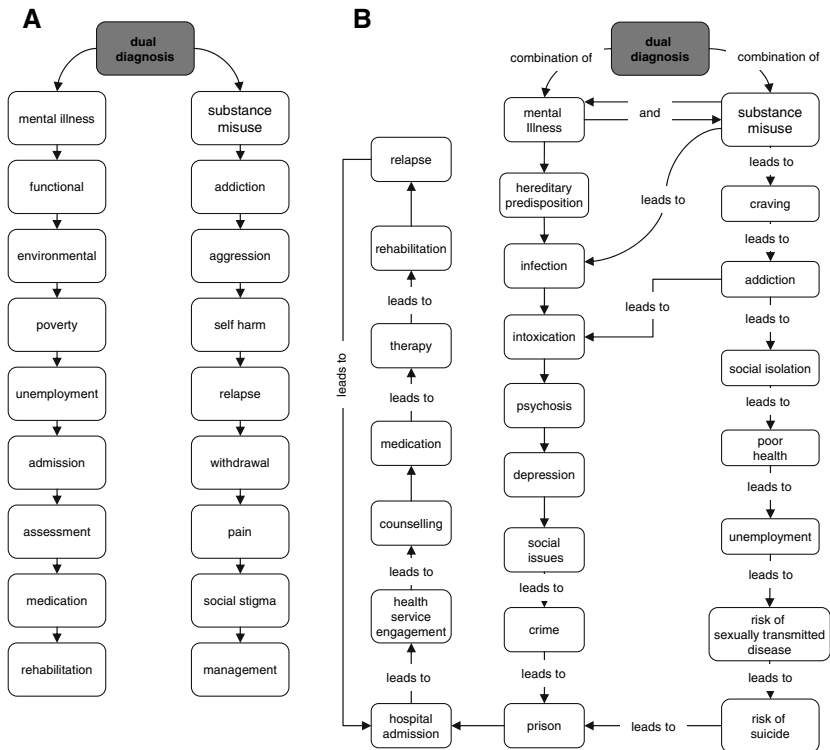 A
dual
diagnosis
mental illness
functional
environmental
poverty
unemployment
admission
assessment
medication
rehabilitation
substance
misuse
addiction
aggression
self harm
relapse
withdrawal
pain
social stigma
management
B
dual
diagnosis
combination of
combination of
mental
Illness
and
substance
misuse
hereditary
predisposition
infection
intoxication
psychosis
depression
social
issues
leads to
crime
leads to
prison
leads to
leads to
craving
leads to
addiction
leads to
leads to
social isolation
leads to
poor
health
leads to
unemployment
leads to
risk of
sexually transmitted
disease
leads to
risk of
suicide
leads to
relapse
rehabilitation
leads to
therapy
leads to
medication
counselling
leads to
health
service
engagement
leads to
hospital
admission
leads to